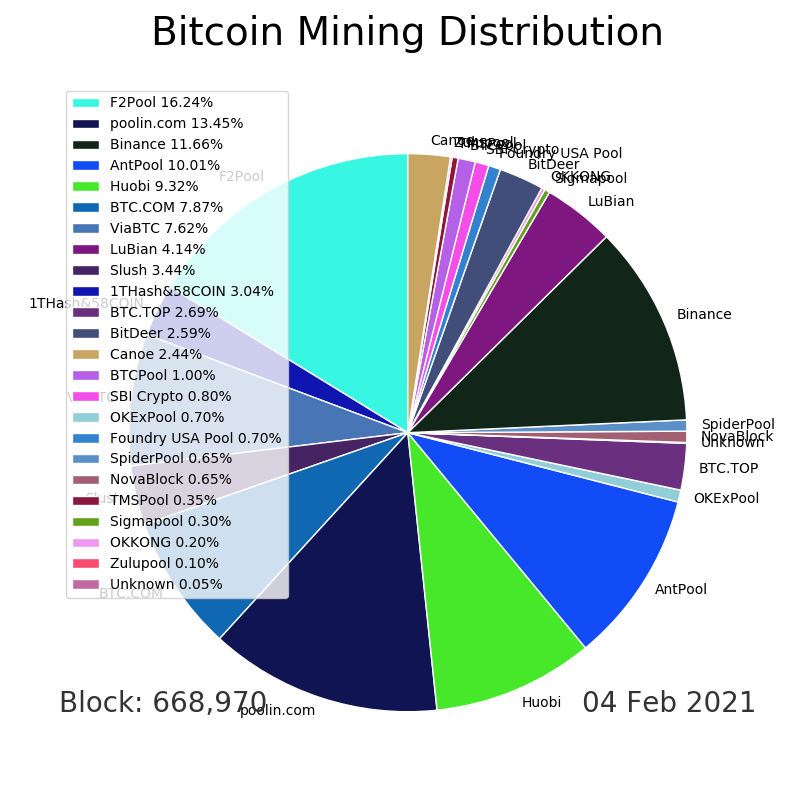 Bitcoin Mining Distribution
F2Pool 16.24%
poolin.com 13.45%
Binance 11.66%
AntPool 10.01%
Huobi 9.32%
BTC.COM 7.87%
ViaBTC 7.62%
LuBian 4.14%
Slush 3.44%
1THash&58COIN 3.04%
BTC.TOP 2.69%
BitDeer 2.59%
Canoe 2.44%
BTCPool 1.00%
SBI Crypto 0.80%
OKExPool 0.70%
Foundry USA Pool 0.70%
SpiderPool 0.65%
NovaBlock 0.65%
TMSPool 0.35%
Sigmapool 0.30%
OKKONG 0.20%
Zulupool 0.10%
Unknown 0.05%
F2Pool
1THash&58COIN
Slush
BTC.COM
poolin.com
Huobi
AntPool
OKExPool
BTC.TOP
Unknown
NovaBlock
SpiderPool
Binance
LuBian
Sigmapool
OKKONG
BitDeer
Foundry USA Pool
SBI Crypto
Canoe
Block: 668,970
04 Feb 2021